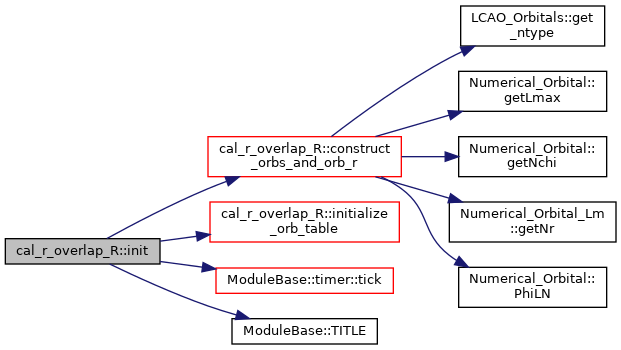 cal_r_overlap_R::init
cal_r_overlap_R::construct
_orbs_and_orb_r
cal_r_overlap_R::initialize
_orb_table
ModuleBase::timer::tick
ModuleBase::TITLE
LCAO_Orbitals::get
_ntype
Numerical_Orbital::
getLmax
Numerical_Orbital::
getNchi
Numerical_Orbital_Lm
::getNr
Numerical_Orbital::
PhiLN